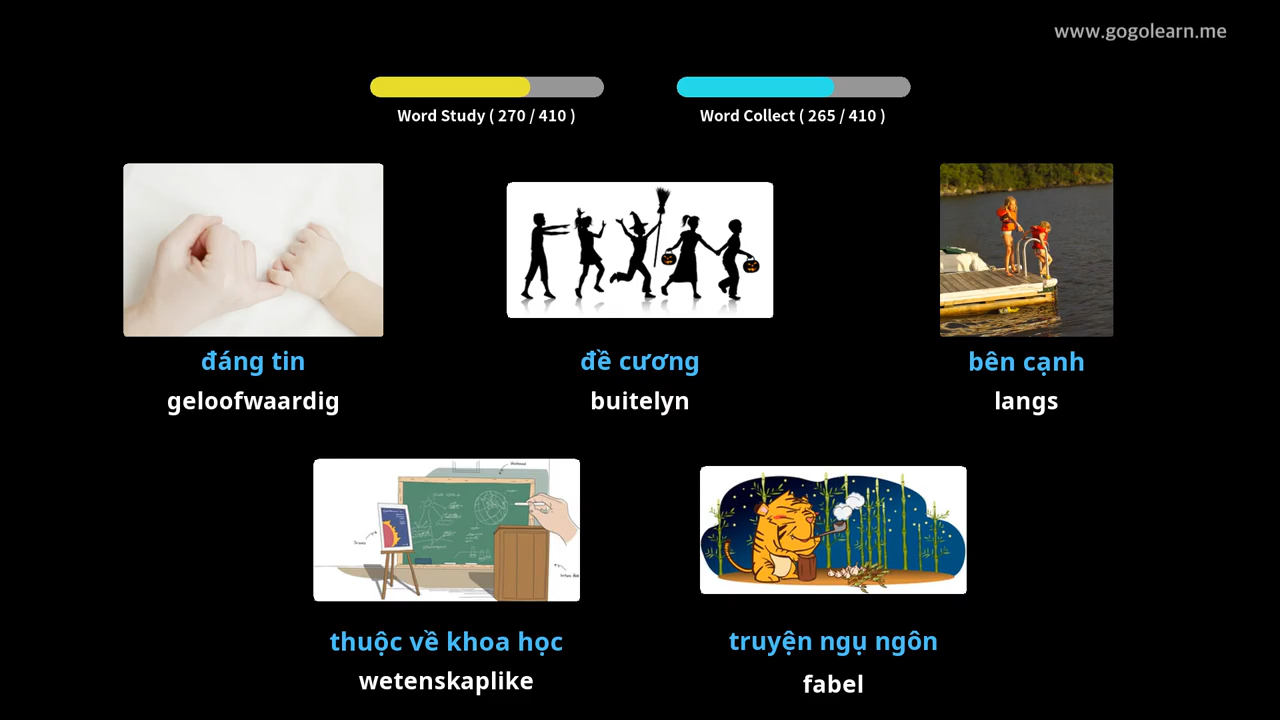 www.gogolearn.me
Word Study ( 270 / 410 )
Word Collect ( 265 / 410 )
đáng tin
geloofwaardig
đề cương
buitelyn
bên cạnh
langs
thuộc về khoa học
wetenskaplike
truyện ngụ ngôn
fabel